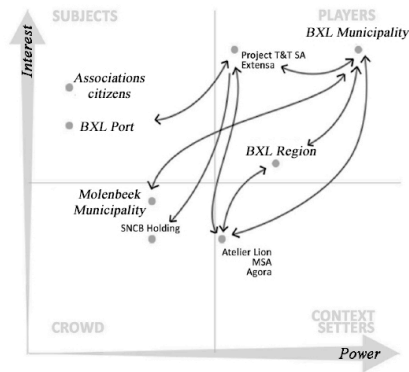 SUBJECTS
PLAYERS
BXL Municipality
Project T&T SA
Extensa
Interest
Associations
citizens
BXL Port
BXL Region
Molenbeek
Municipality
SNCB Holding
Atelier Lion
MSA
Agora
CROWD
CONTEXT
SETTERS
Power